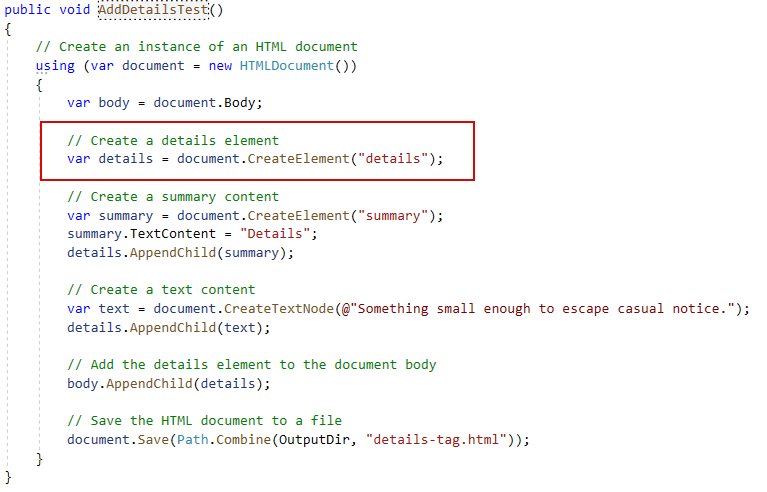 public void AddDetailsTest()
{
// Create an instance of an HTML document
using (var document = new HTMLDocument())
{
var body = document.Body;
// Create a details element
var details = document.CreateElement("details");
// Create a summary content
var summary = document.CreateElement("summary");
summary.TextContent = "Details";
details.AppendChild(summary);
// Create a text content
var text = document.CreateTextNode(@"Something small enough to escape casual notice.");
details.AppendChild(text);
// Add the details element to the document body
body.AppendChild(details);
// Save the HTML document to a file
document.Save(Path.Combine(OutputDir, "details-tag.html"));
}
}